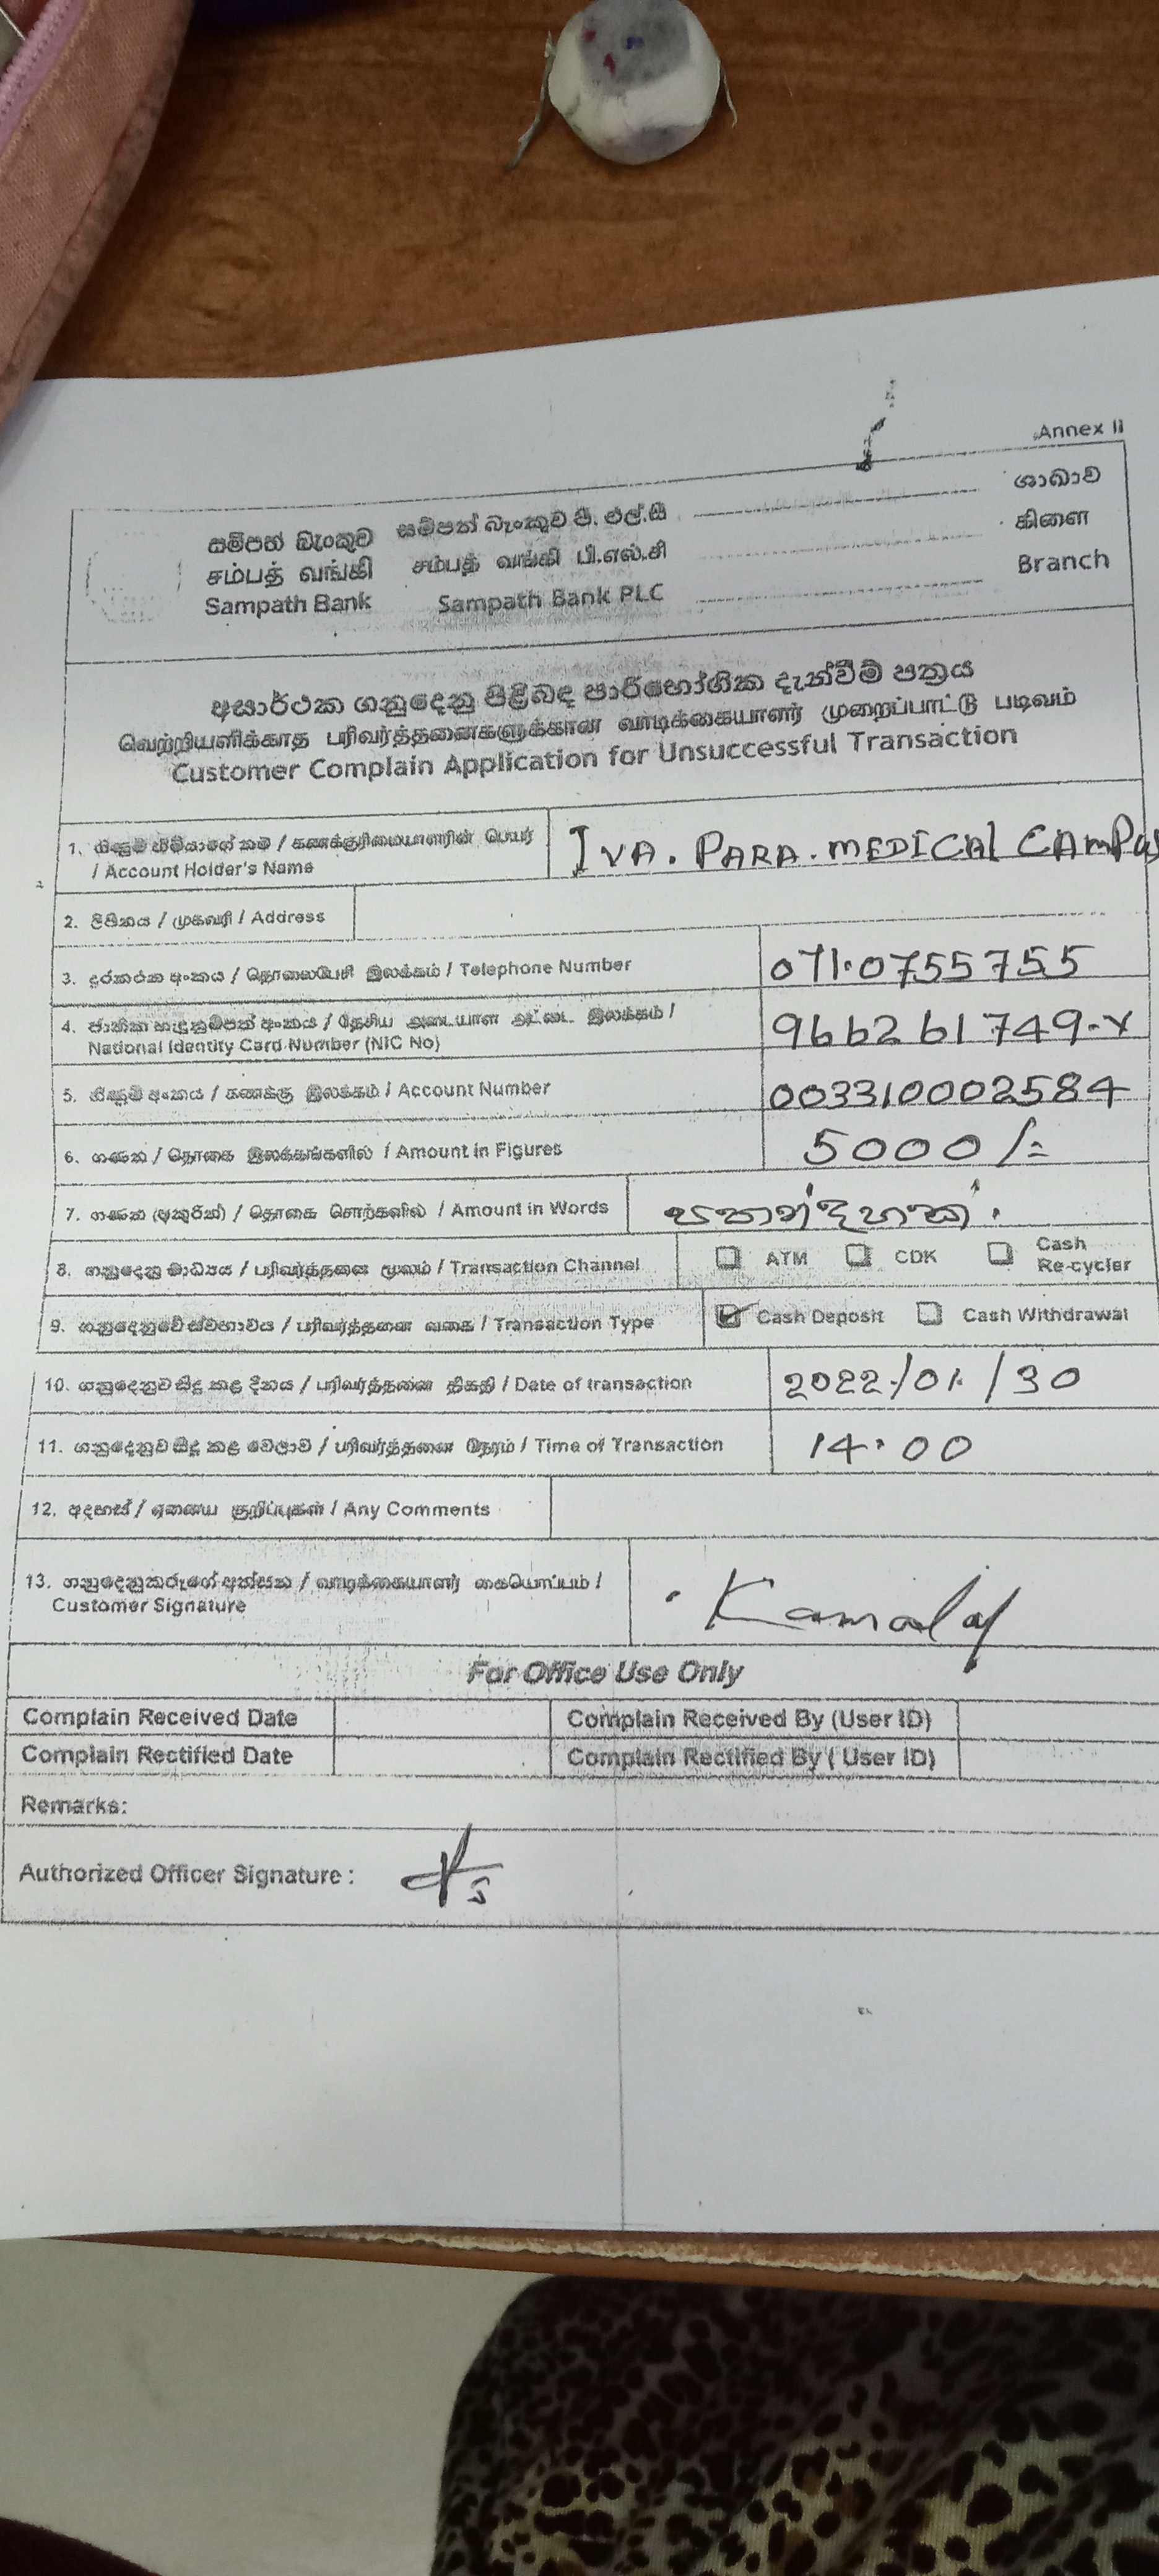 Annex II
සම්පත් බැංකුව සම්පත් බැංකුව පී. එල්.සී ශාඛාව
சம்பத் வங்கி சம்பத் வங்கி பி.எல்.சி கிளை
Sampath Bank Sampath Bank PLC Branch
අසාර්ථක ගනුදෙනු පිළිබඳ පාරිභෝගික දැන්වීම් පත්‍රය
வெற்றியளிக்காத பரிவர்த்தனைகளுக்கான வாடிக்கையாளர் முறைப்பாட்டு படிவம்
Customer Complain Application for Unsuccessful Transaction
1. ගිණුම් හිමියාගේ නම / கணக்குரிமையாளரின் பெயர்
/ Account Holder's Name
IVA. PARA. MEDICAL CAMPUS
2. ලිපිනය / முகவரி / Address
3. දුරකථන අංකය / தொலைபேசி இலக்கம் / Telephone Number 071.0755755
4. ජාතික හැඳුනුම්පත් අංකය / தேசிய அடையாள அட்டை இலக்கம் /
National Identity Card Number (NIC No)
966261749-V
5. ගිණුම් අංකය / கணக்கு இலக்கம் / Account Number 003310002584
6. ගණන / தொகை இலக்கங்களில் / Amount in Figures 5000/=
7. ගණන (අකුරින්) / தொகை சொற்களில் / Amount in Words
8. ගනුදෙනු මාධ්‍යය / பரிவர்த்தனை மூலம் / Transaction Channel ATM CDK Cash
Re-cycler
9. ගනුදෙනුවේ ස්වභාවය / பரிவர்த்தனை வகை / Transaction Type Cash Deposit Cash Withdrawal
10. ගනුදෙනුව සිදු කළ දිනය / பரிவர்த்தனை திகதி / Date of transaction 2022/01/30
11. ගනුදෙනුව සිදු කළ වේලාව / பரிவர்த்தனை நேரம் / Time of Transaction 14.00
12. අදහස් / ஏனைய குறிப்புகள் / Any Comments
13. ගනුදෙනුකරුගේ අත්සන / வாடிக்கையாளர் கையொப்பம் /
Customer Signature
For Office Use Only
Complain Received Date Complain Received By (User ID)
Complain Rectified Date Complain Rectified By ( User ID)
Remarks:
Authorized Officer Signature :